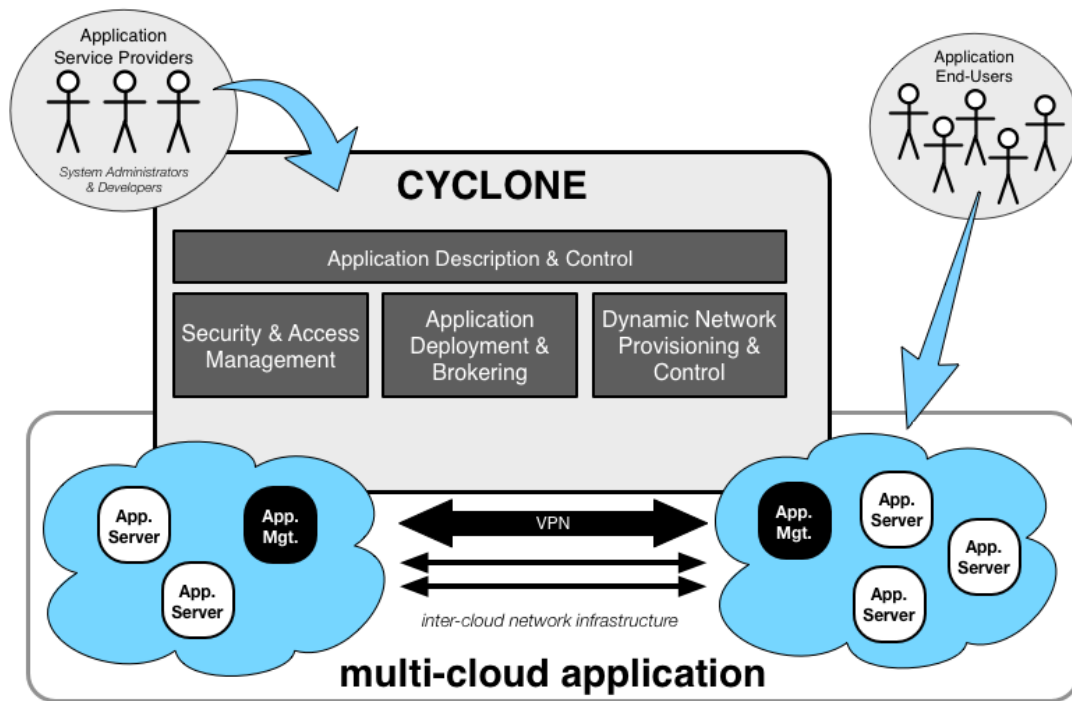 Application
Service Providers
System Administrators
& Developers
Application
End-Users
CYCLONE
Application Description & Control
Security & Access
Management
Application
Deployment &
Brokering
Dynamic Network
Provisioning &
Control
App.
Server
App.
Mgt.
App.
Server
VPN
inter-cloud network infrastructure
App.
Mgt.
App.
Server
App.
Server
App.
Server
multi-cloud application